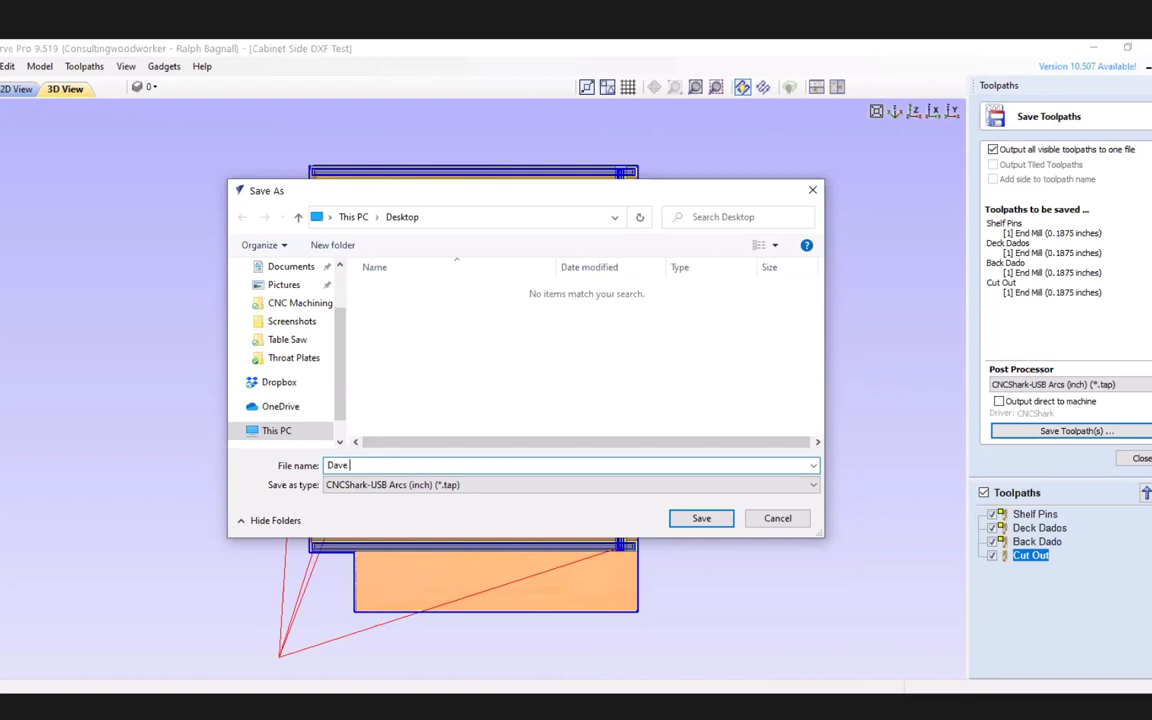 rve Pro 9.519 (Consultingwoodworker - Ralph Bagnall) - [Cabinet Side DXF Test]
Edit Model Toolpaths View Gadgets Help
Version 10.507 Available!
2D View 3D View 0
Z X Y
Toolpaths
Save Toolpaths
Output all visible toolpaths to one file
Output Tiled Toolpaths
Add side to toolpath name
Toolpaths to be saved ...
Shelf Pins
[1] End Mill (0.1875 inches)
Deck Dados
[1] End Mill (0.1875 inches)
Back Dado
[1] End Mill (0.1875 inches)
Cut Out
[1] End Mill (0.1875 inches)
Post Processor
CNCShark-USB Arcs (inch) (*.tap)
Output direct to machine
Driver: CNCShark
Save Toolpath(s) ...
Close
Toolpaths
Shelf Pins
Deck Dados
Back Dado
Cut Out
Save As
This PC > Desktop
Search Desktop
Organize New folder
?
Name Date modified Type Size
No items match your search.
Documents
Pictures
CNC Machining
Screenshots
Table Saw
Throat Plates
Dropbox
OneDrive
This PC
File name: Dave
Save as type: CNCShark-USB Arcs (inch) (*.tap)
Hide Folders
Save
Cancel